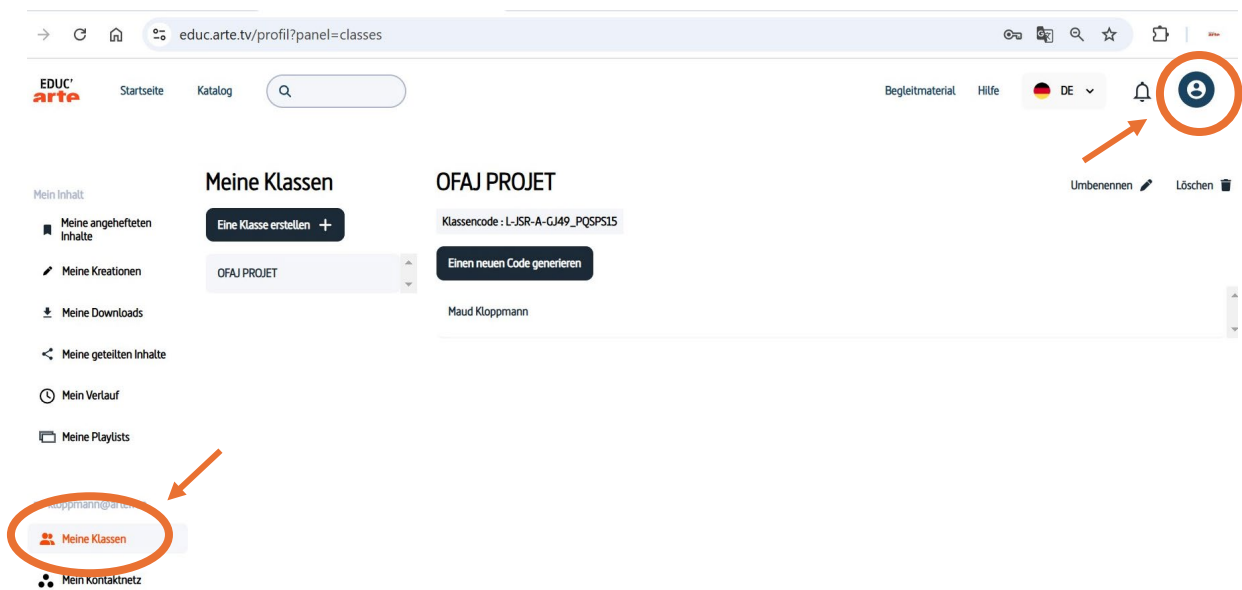 educ.arte.tv/profil?panel=classes
EDUC'
arte
Startseite
Katalog
Begleitmaterial
Hilfe
DE
Mein Inhalt
Meine angehefteten
Inhalte
Meine Kreationen
Meine Downloads
Meine geteilten Inhalte
Mein Verlauf
Meine Playlists
Meine Klassen
Mein Kontaktnetz
Meine Klassen
Eine Klasse erstellen +
OFAJ PROJET
OFAJ PROJET
Umbenennen
Löschen
Klassencode : L-JSR-A-GJ49_PQSPS15
Einen neuen Code generieren
Maud Kloppmann